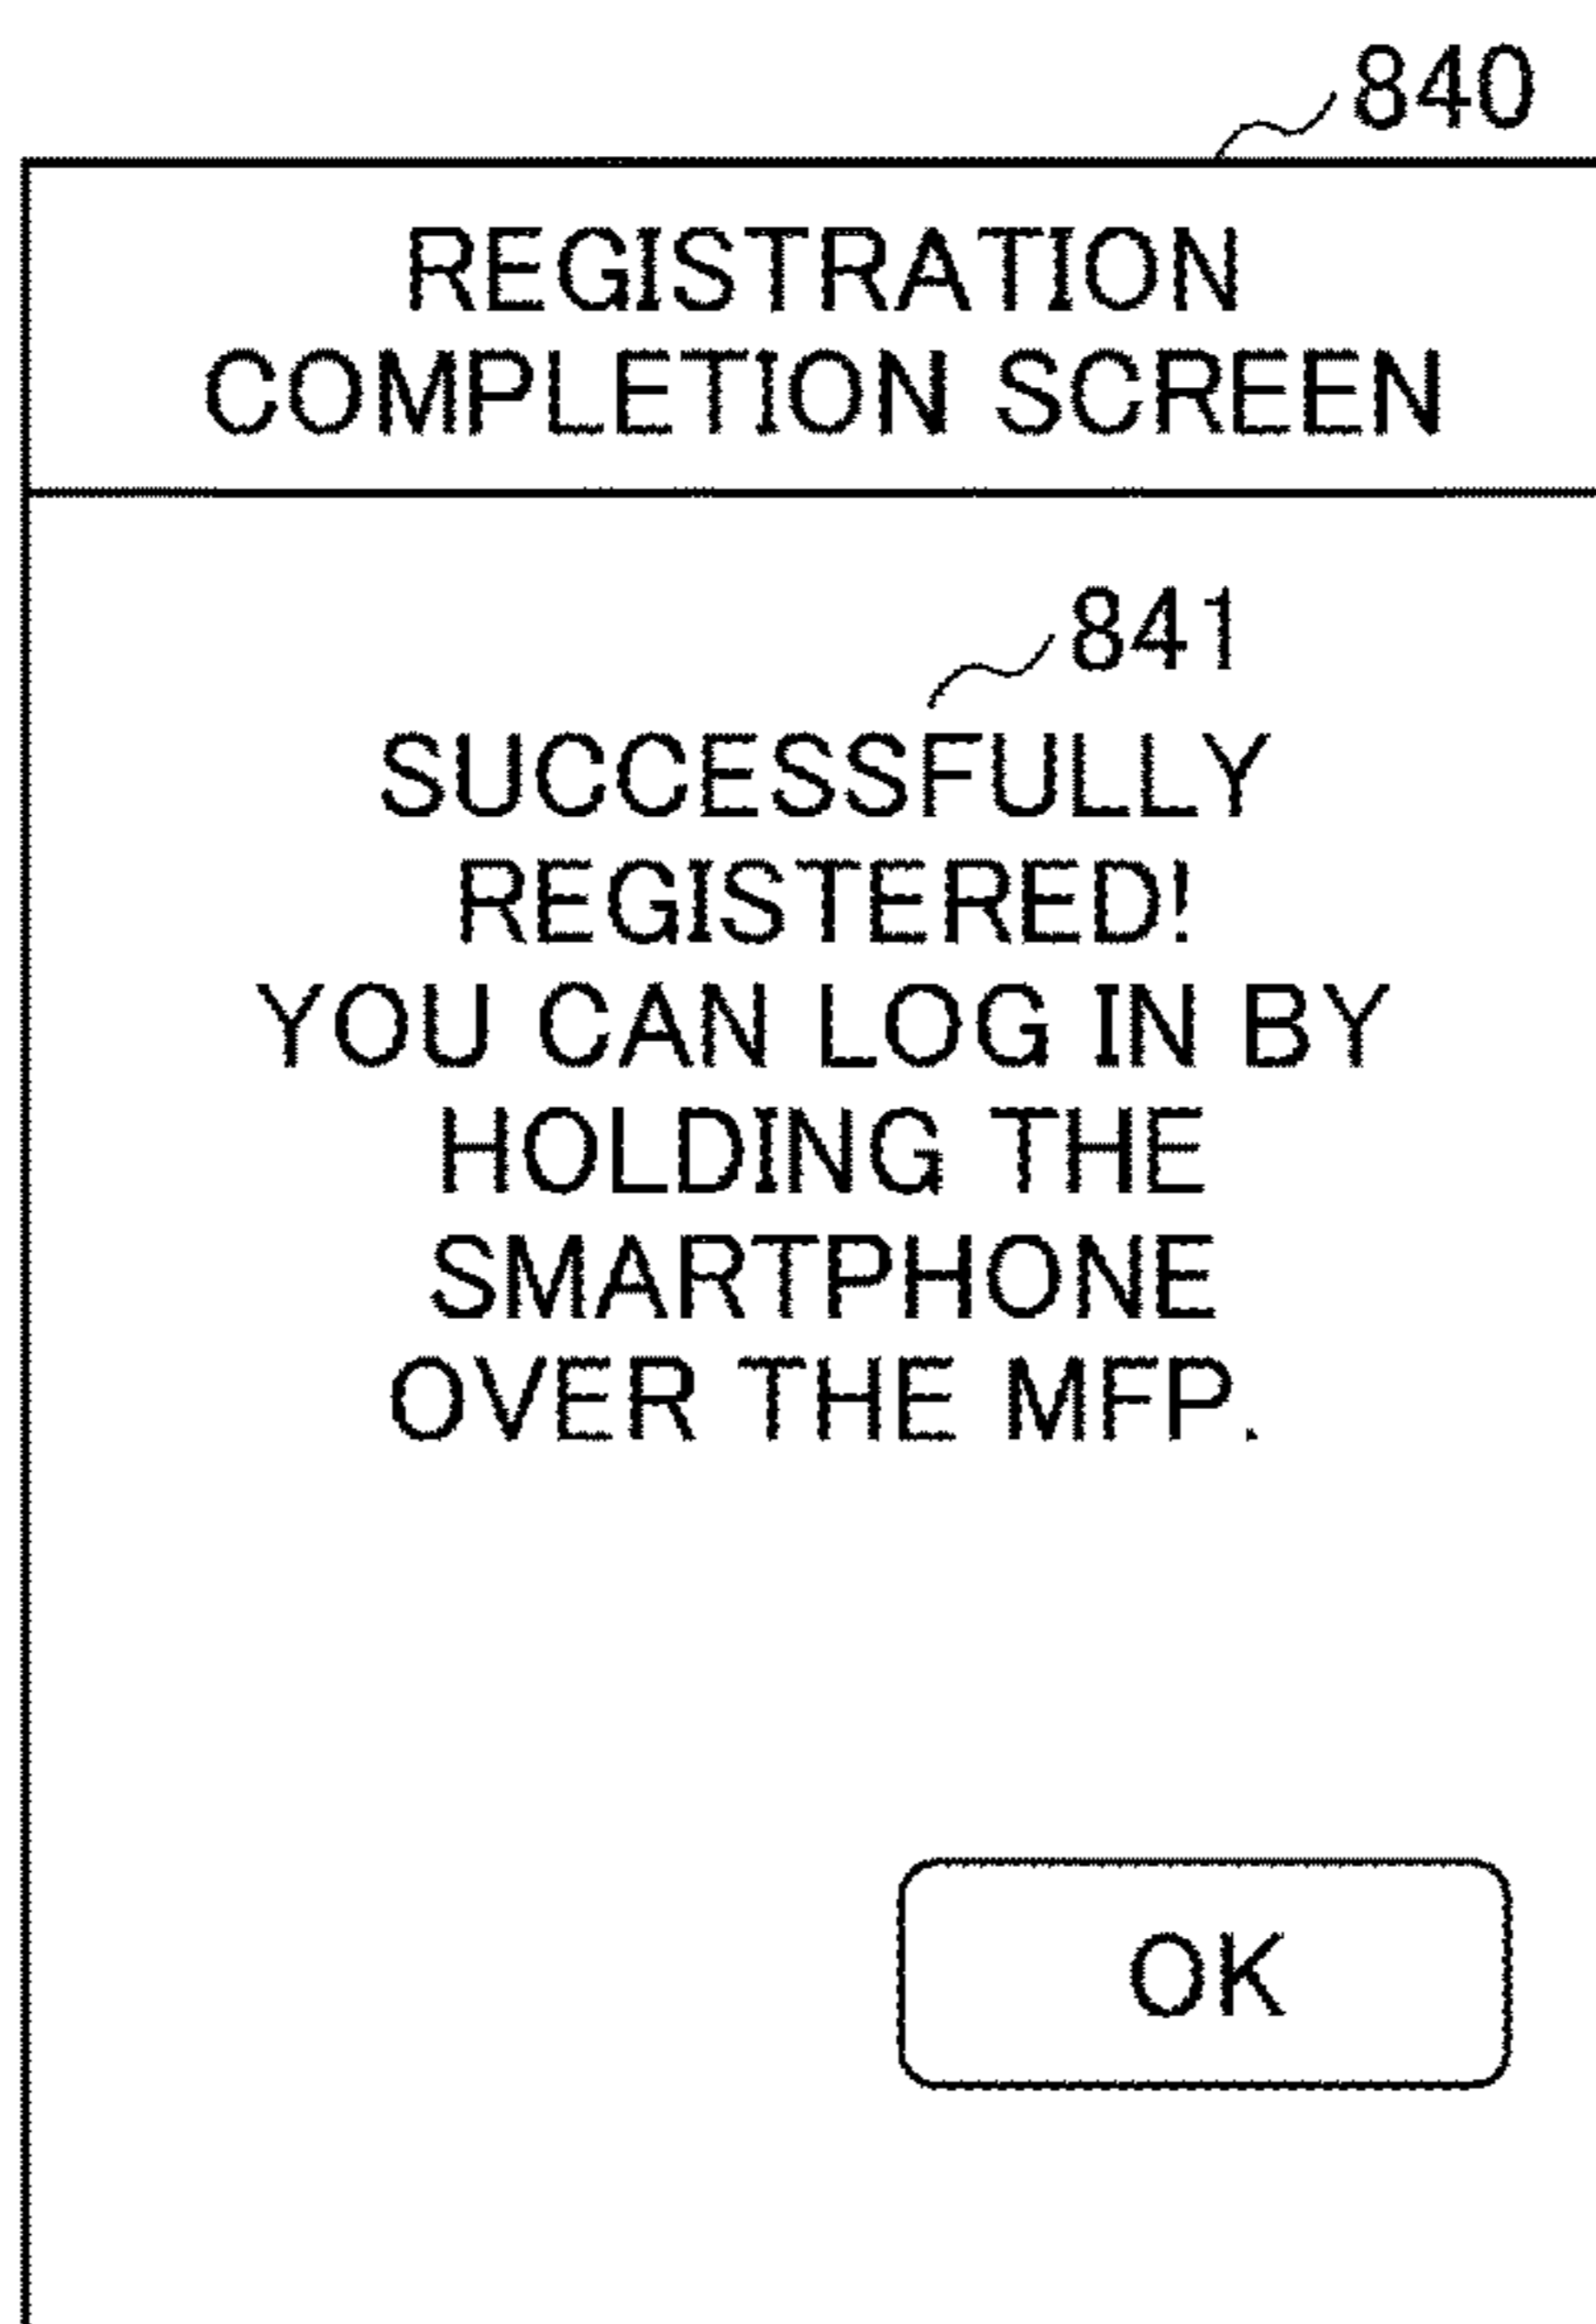 840
REGISTRATION
COMPLETION SCREEN
841
SUCCESSFULLY
REGISTERED!
YOU CAN LOG IN BY
HOLDING THE
SMARTPHONE
OVER THE MFP.
OK